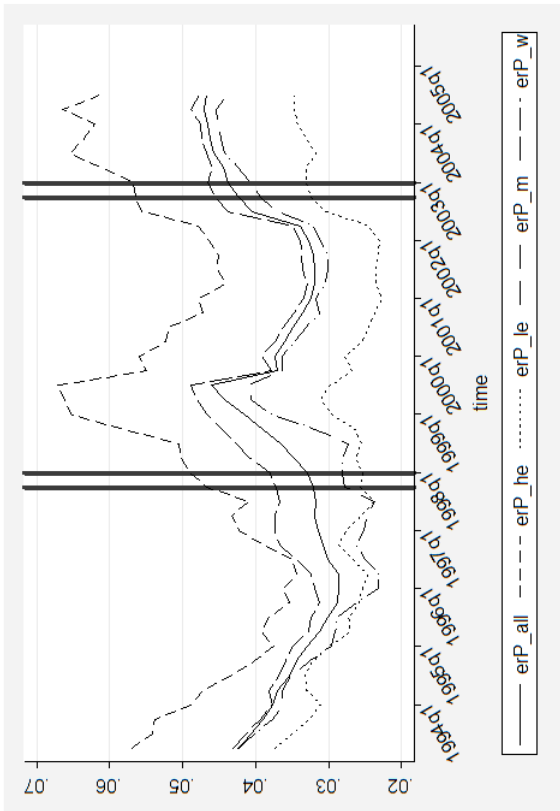 .02 .03 .04 .05 .06 .07
1994q1 1995q1 1996q1 1997q1 1998q1 1999q1 2000q1 2001q1 2002q1 2003q1 2004q1 2005q1
time
erP_all erP_he erP_le erP_m erP_w